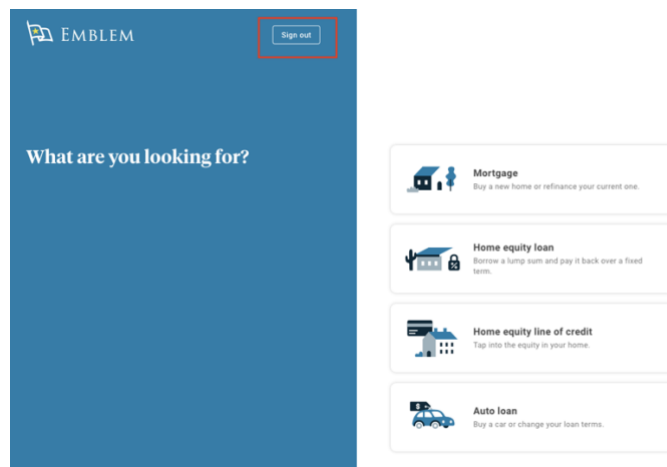 EMBLEM
Sign out
What are you looking for?
Mortgage
Buy a new home or refinance your current one.
Home equity loan
Borrow a lump sum and pay it back over a fixed
term.
Home equity line of credit
Tap into the equity in your home.
$
Auto loan
Buy a car or change your loan terms.